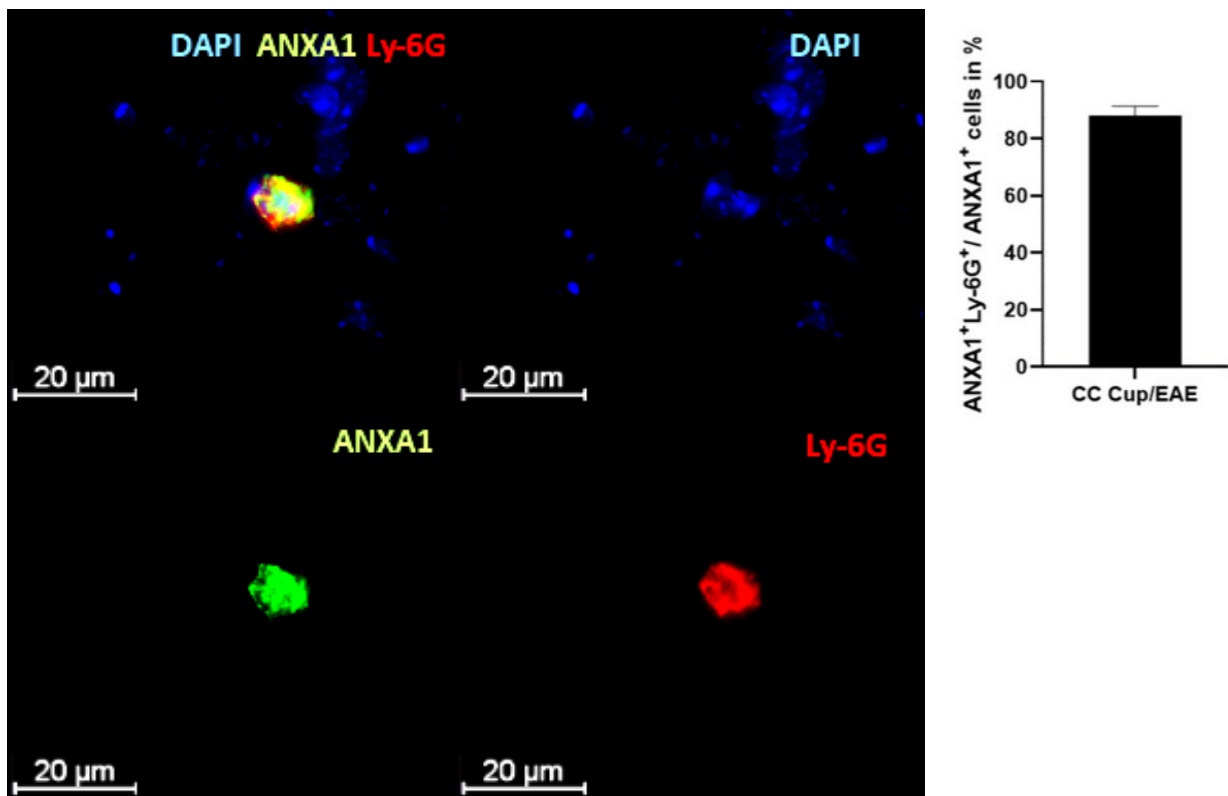 DAPI ANXA1 Ly-6G
DAPI
20 µm
20 µm
ANXA1
Ly-6G
20 µm
20 µm
ANXA1⁺Ly-6G⁺/ ANXA1⁺ cells in %
100
80
60
40
20
0
CC Cup/EAE